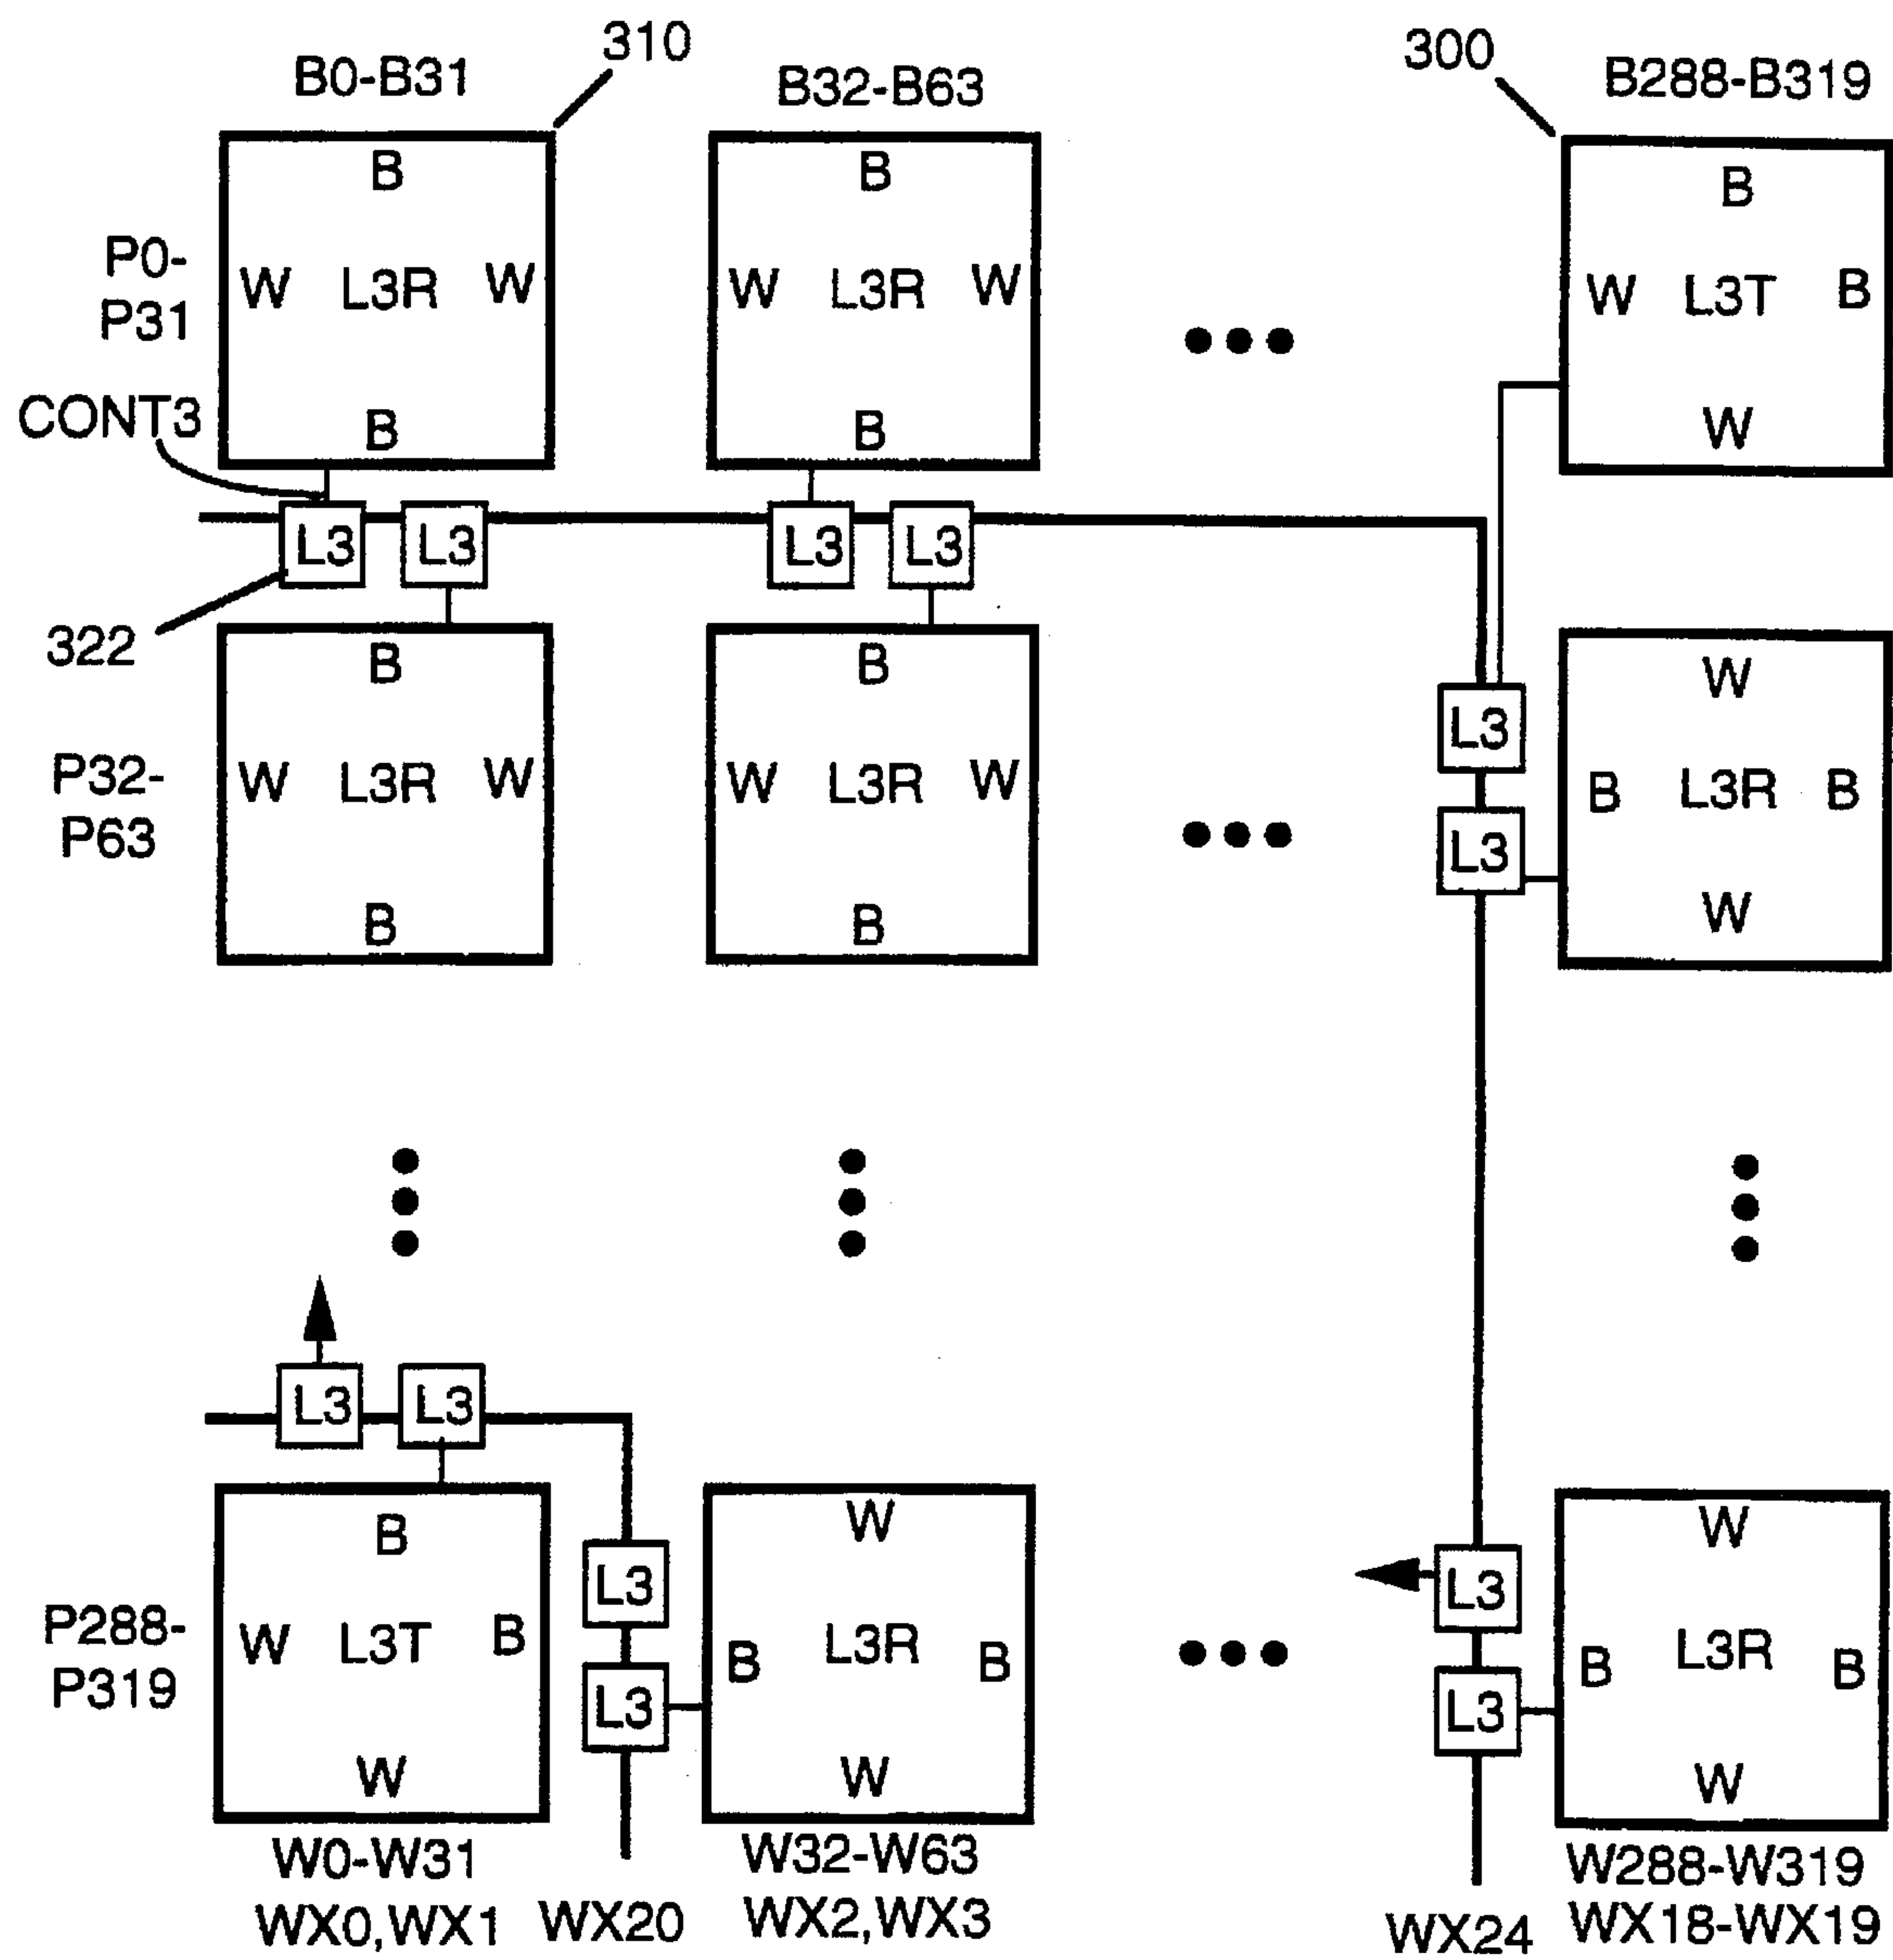 310
300
B0-B31
B32-B63
B288-B319
B
B
B
P0-
P31
W L3R W
W L3R W
W L3T B
CONT3
B
B
W
L3
L3
L3
L3
322
B
B
W
L3
P32-
P63
W L3R W
W L3R W
B L3R B
L3
B
B
W
L3
L3
B
W
L3
L3
W
P288-
P319
W L3T B
B L3R B
B L3R B
L3
L3
W
W
W
W0-W31
W32-W63
W288-W319
WX0,WX1
WX20
WX2,WX3
WX24
WX18-WX19